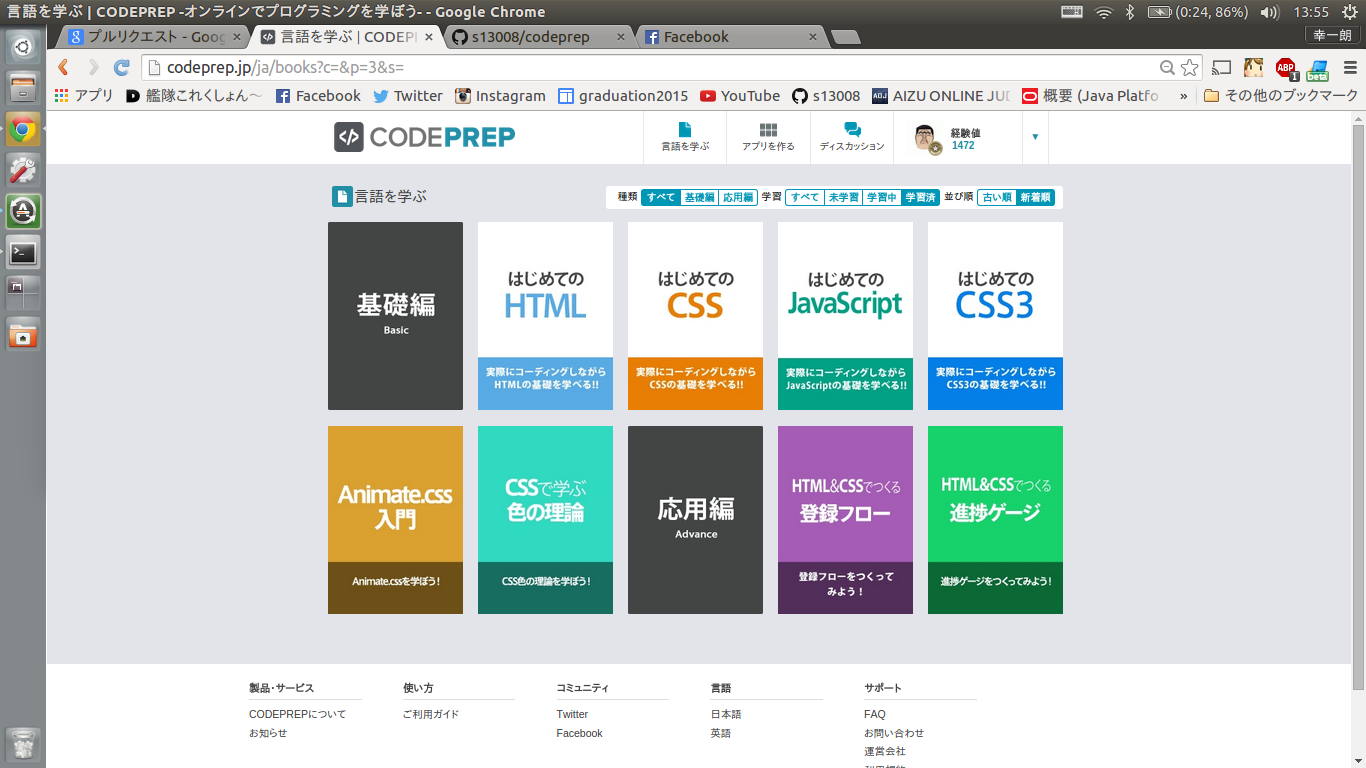 言語を学ぶ | CODEPREP -オンラインでプログラミングを学ぼう- - Google Chrome
(0:24, 86%)
13:55
幸一朗
プルリクエスト - Goog
言語を学ぶ | CODEP
s13008/codeprep
Facebook
codeprep.jp/ja/books?c=&p=3&s=
ABP
1
beta
アプリ
艦隊これくしょん～
Facebook
Twitter
Instagram
graduation2015
YouTube
s13008
AOJ
AIZU ONLINE JUD
概要 (Java Platfo
»
その他のブックマーク
CODEPREP
言語を学ぶ
アプリを作る
ディスカッション
経験値
1472
言語を学ぶ
種類 すべて 基礎編 応用編 学習 すべて 未学習 学習中 学習済 並び順 古い順 新着順
基礎編
Basic
はじめての
HTML
実際にコーディングしながら
HTMLの基礎を学べる!!
はじめての
CSS
実際にコーディングしながら
CSSの基礎を学べる!!
はじめての
JavaScript
実際にコーディングしながら
JavaScriptの基礎を学べる!!
はじめての
CSS3
実際にコーディングしながら
CSS3の基礎を学べる!!
Animate.css
入門
Animate.cssを学ぼう!
CSSで学ぶ
色の理論
CSS色の理論を学ぼう!
応用編
Advance
HTML&CSSでつくる
登録フロー
登録フローをつくって
みよう！
HTML&CSSでつくる
進捗ゲージ
進捗ゲージをつくってみよう!
製品・サービス
CODEPREPについて
お知らせ
使い方
ご利用ガイド
コミュニティ
Twitter
Facebook
言語
日本語
英語
サポート
FAQ
お問い合わせ
運営会社